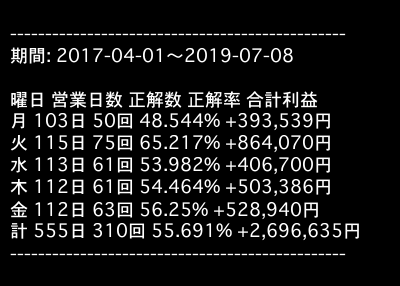 ------------------------------------------------
期間: 2017-04-01〜2019-07-08
曜日 営業日数 正解数 正解率 合計利益
月 103日 50回 48.544% +393,539円
火 115日 75回 65.217% +864,070円
水 113日 61回 53.982% +406,700円
木 112日 61回 54.464% +503,386円
金 112日 63回 56.25% +528,940円
計 555日 310回 55.691% +2,696,635円
------------------------------------------------